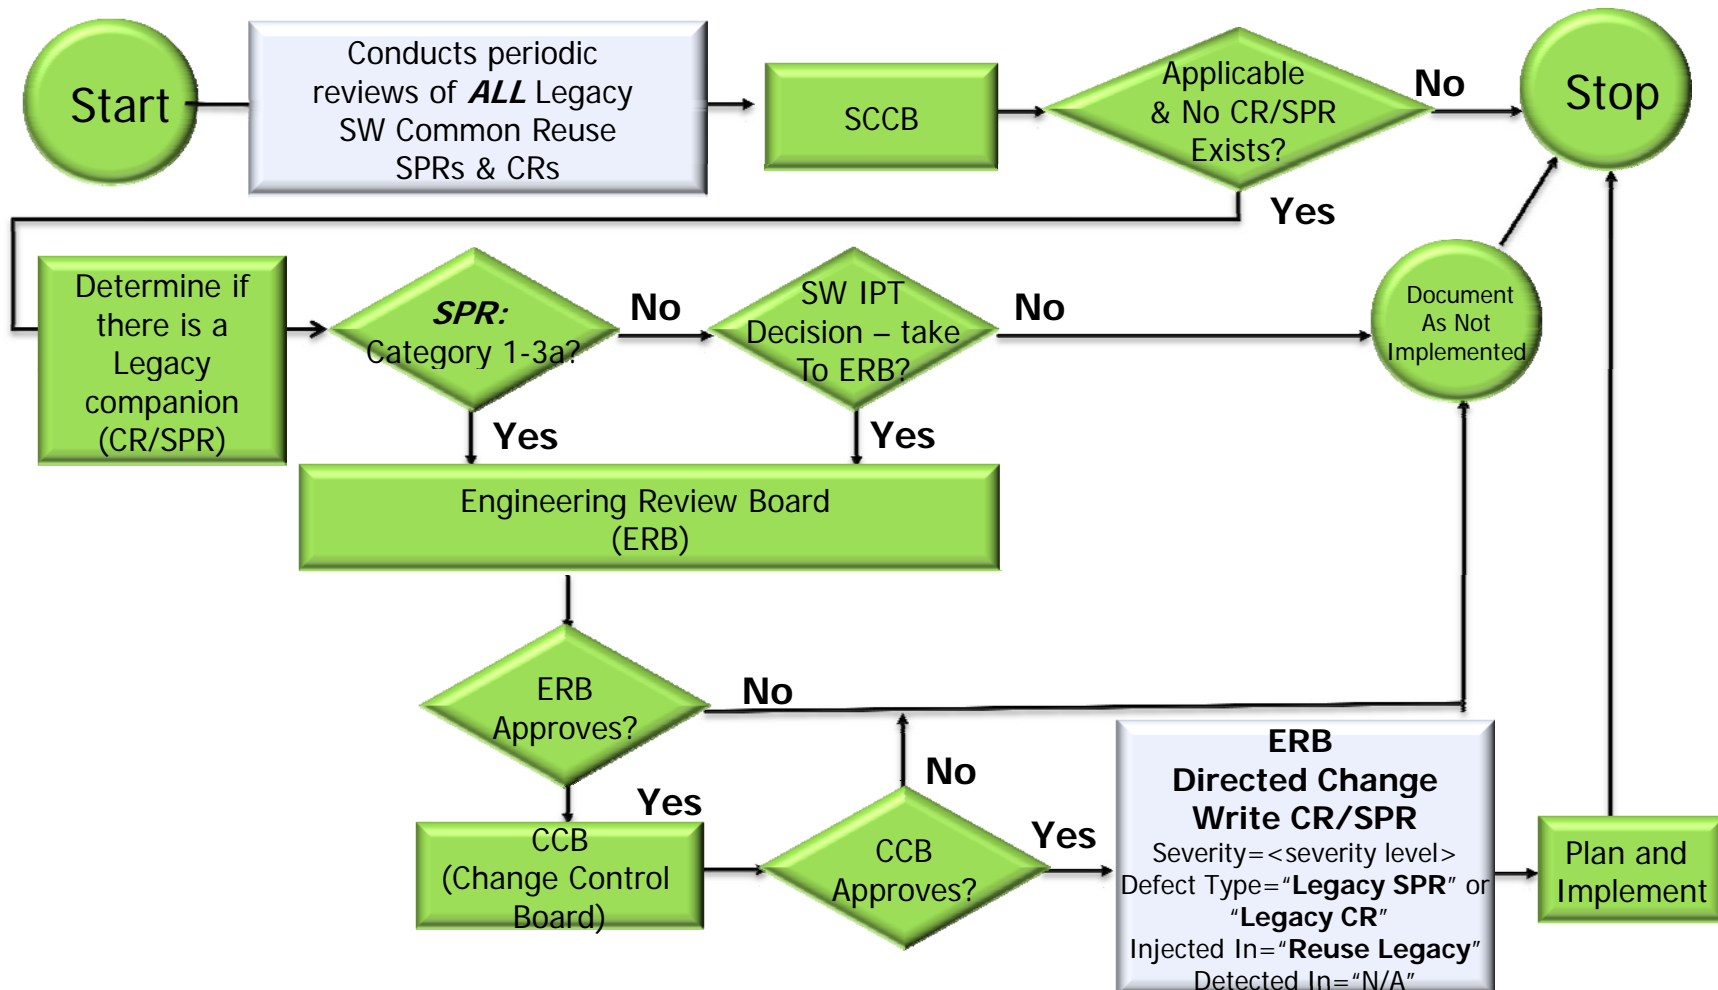 Start
Conducts periodic
reviews of ALL Legacy
SW Common Reuse
SPRs & CRs
SCCB
Applicable
& No CR/SPR
Exists?
No
Stop
Yes
Determine if
there is a
Legacy
companion
(CR/SPR)
SPR:
Category 1-3a?
No
SW IPT
Decision – take
To ERB?
No
Document
As Not
Implemented
Yes
Yes
Engineering Review Board
(ERB)
ERB
Approves?
No
Yes
CCB
(Change Control
Board)
CCB
Approves?
No
Yes
ERB
Directed Change
Write CR/SPR
Severity=<severity level>
Defect Type=“Legacy SPR” or
“Legacy CR”
Injected In=“Reuse Legacy”
Detected In=“N/A”
Plan and
Implement